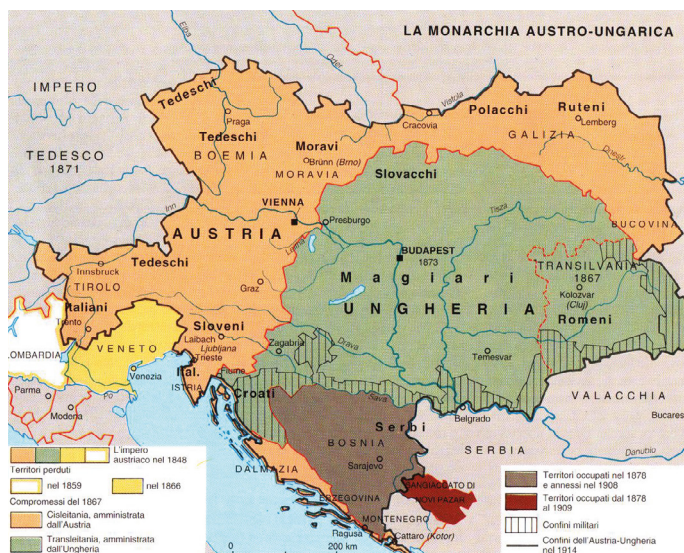 LA MONARCHIA AUSTRO-UNGARICA
Elba
Oder
IMPERO
TEDESCO
1871
Tedeschi
Praga
Tedeschi
BOEMIA
Moravi
Brünn (Brno)
MORAVIA
Vistola
Cracovia
Polacchi
Ruteni
Lemberg
GALIZIA
Dnestr
Slovacchi
BUCOVINA
Inn
VIENNA
Presburgo
Leitha
Tisza
AUSTRIA
BUDAPEST
1873
Innsbruck
Tedeschi
TIROLO
Graz
Magiari
UNGHERIA
TRANSILVANIA
1867
Kolozvar
(Cluj)
Romeni
Italiani
Trento
Sloveni
Laibach
Ljubljana
Trieste
LOMBARDIA
VENETO
Venezia
Ital.
ISTRIA
Fiume
Zagabria
Drava
Temesvar
Parma
Po
Modena
Croati
Sava
Belgrado
VALACCHIA
Bucarest
Danubio
BOSNIA
Serbi
SERBIA
Sarajevo
DALMAZIA
ERZEGOVINA
SANGIACCATO DI
NOVI PAZAR
MONTENEGRO
Ragusa
Cattaro (Kotor)
0
200 km
L'impero
austriaco nel 1848
Territori perduti
nel 1859
nel 1866
Compromessi del 1867
Cisleitania, amministrata
dall'Austria
Transleitania, amministrata
dall'Ungheria
Territori occupati nel 1878
e annessi nel 1908
Territori occupati dal 1878
al 1909
Confini militari
Confini dell'Austria-Ungheria
nel 1914